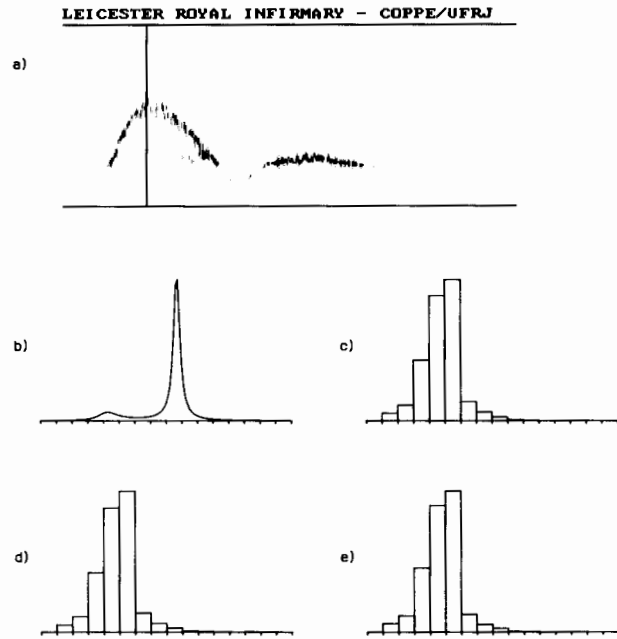 LEICESTER ROYAL INFIRMARY - COPPE/UFRJ
a)
b)
c)
d)
e)